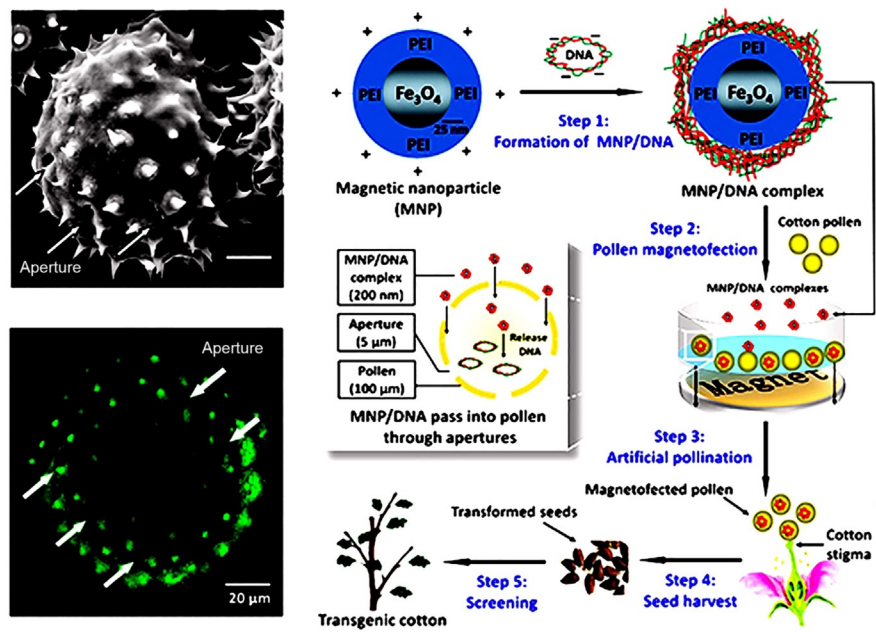 Aperture
Aperture
20 µm
PEI
PEI
Fe3O4
PEI
25 nm
PEI
Magnetic nanoparticle
(MNP)
DNA
Step 1:
Formation of MNP/DNA
PEI
PEI
Fe3O4
PEI
PEI
MNP/DNA complex
Step 2:
Pollen magnetofection
Cotton pollen
MNP/DNA complexes
Magnet
MNP/DNA
complex
(200 nm)
Aperture
(5 µm)
Pollen
(100 µm)
Release
DNA
MNP/DNA pass into pollen
through apertures
Step 3:
Artificial pollination
Magnetofected pollen
Cotton
stigma
Step 4:
Seed harvest
Transformed seeds
Step 5:
Screening
Transgenic cotton